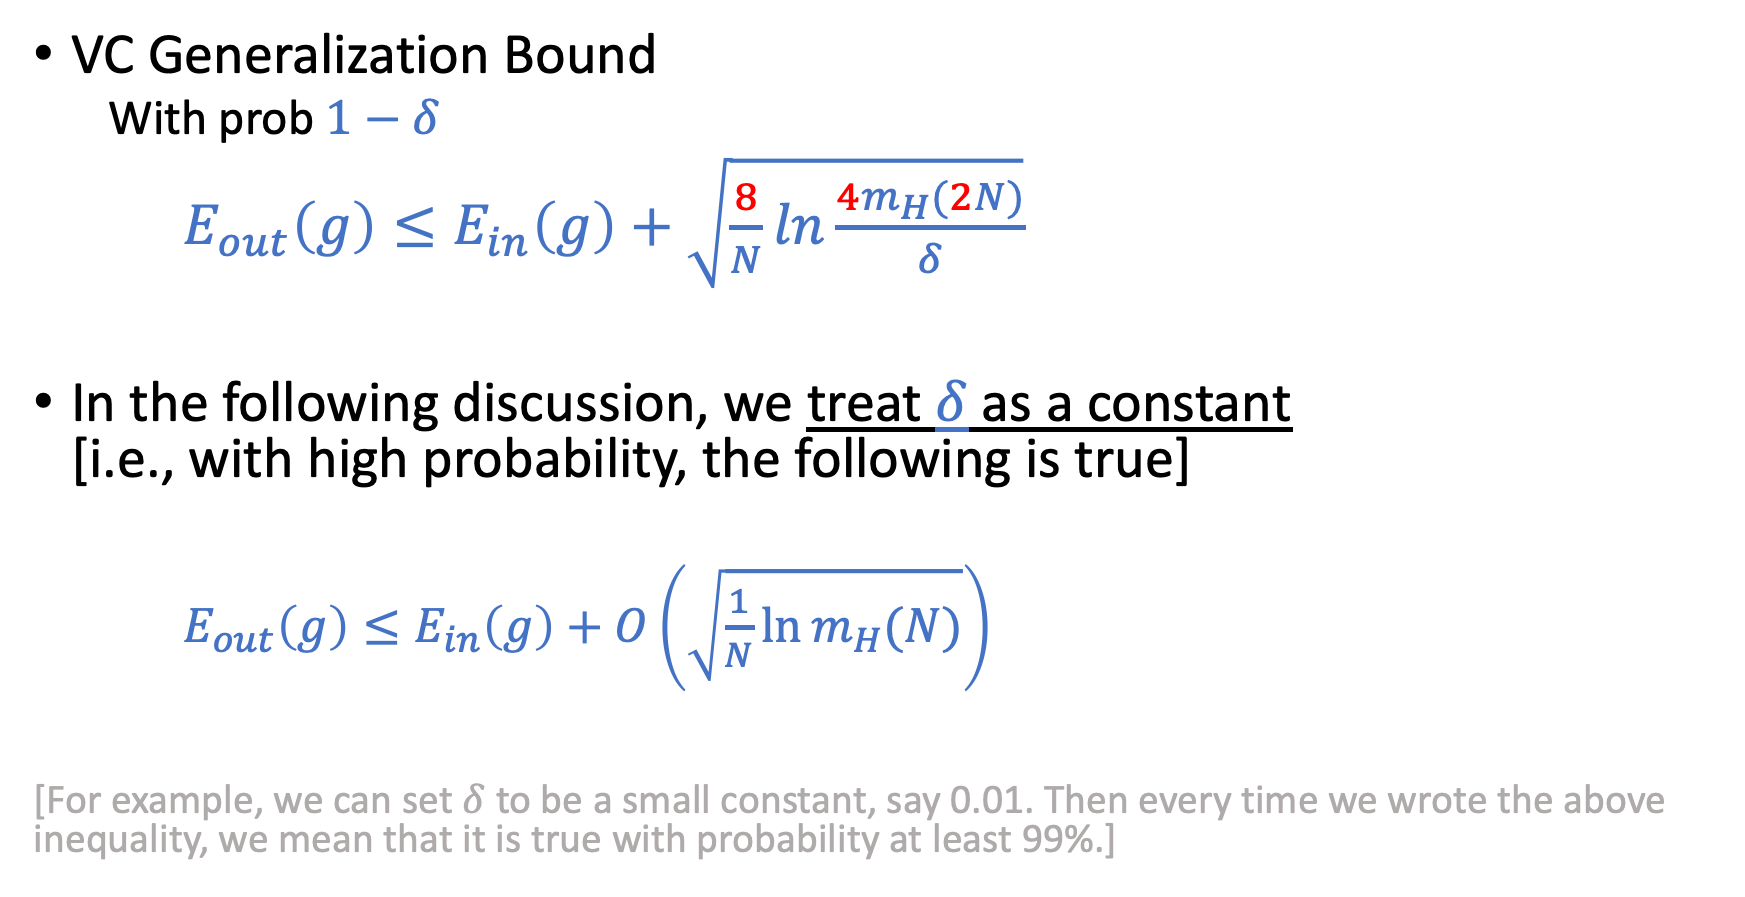 • VC Generalization Bound
With prob 1 − δ
E_out(g) ≤ E_in(g) + √(8/N ln 4m_H(2N)/δ)
• In the following discussion, we treat δ as a constant
[i.e., with high probability, the following is true]
E_out(g) ≤ E_in(g) + O(√(1/N ln m_H(N)))
[For example, we can set δ to be a small constant, say 0.01. Then every time we wrote the above
inequality, we mean that it is true with probability at least 99%.]